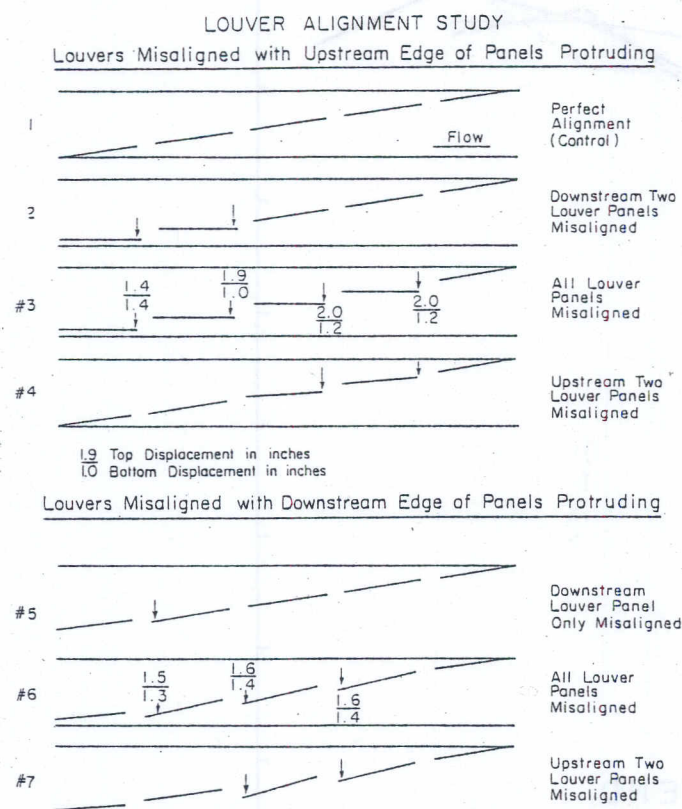 LOUVER ALIGNMENT STUDY
Louvers Misaligned with Upstream Edge of Panels Protruding
1
Flow
Perfect
Alignment
(Control)
2
Downstream Two
Louver Panels
Misaligned
#3
1.4
1.4
1.9
1.0
2.0
1.2
2.0
1.2
All Louver
Panels
Misaligned
#4
Upstream Two
Louver Panels
Misaligned
1.9 Top Displacement in inches
1.0 Bottom Displacement in inches
Louvers Misaligned with Downstream Edge of Panels Protruding
#5
Downstream
Louver Panel
Only Misaligned
#6
1.5
1.3
1.6
1.4
1.6
1.4
All Louver
Panels
Misaligned
#7
Upstream Two
Louver Panels
Misaligned